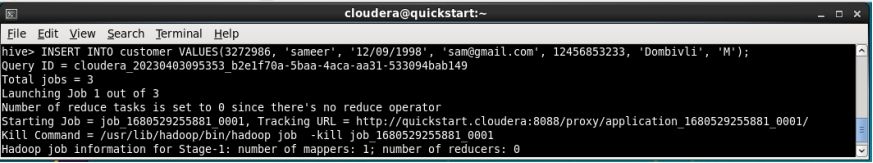 cloudera@quickstart:~
File Edit View Search Terminal Help
hive> INSERT INTO customer VALUES(3272986, 'sameer', '12/09/1998', 'sam@gmail.com', 12456853233, 'Dombivli', 'M');
Query ID = cloudera_20230403095353_b2e1f70a-5baa-4aca-aa31-533094bab149
Total jobs = 3
Launching Job 1 out of 3
Number of reduce tasks is set to 0 since there's no reduce operator
Starting Job = job_1680529255881_0001, Tracking URL = http://quickstart.cloudera:8088/proxy/application_1680529255881_0001/
Kill Command = /usr/lib/hadoop/bin/hadoop job  -kill job_1680529255881_0001
Hadoop job information for Stage-1: number of mappers: 1; number of reducers: 0